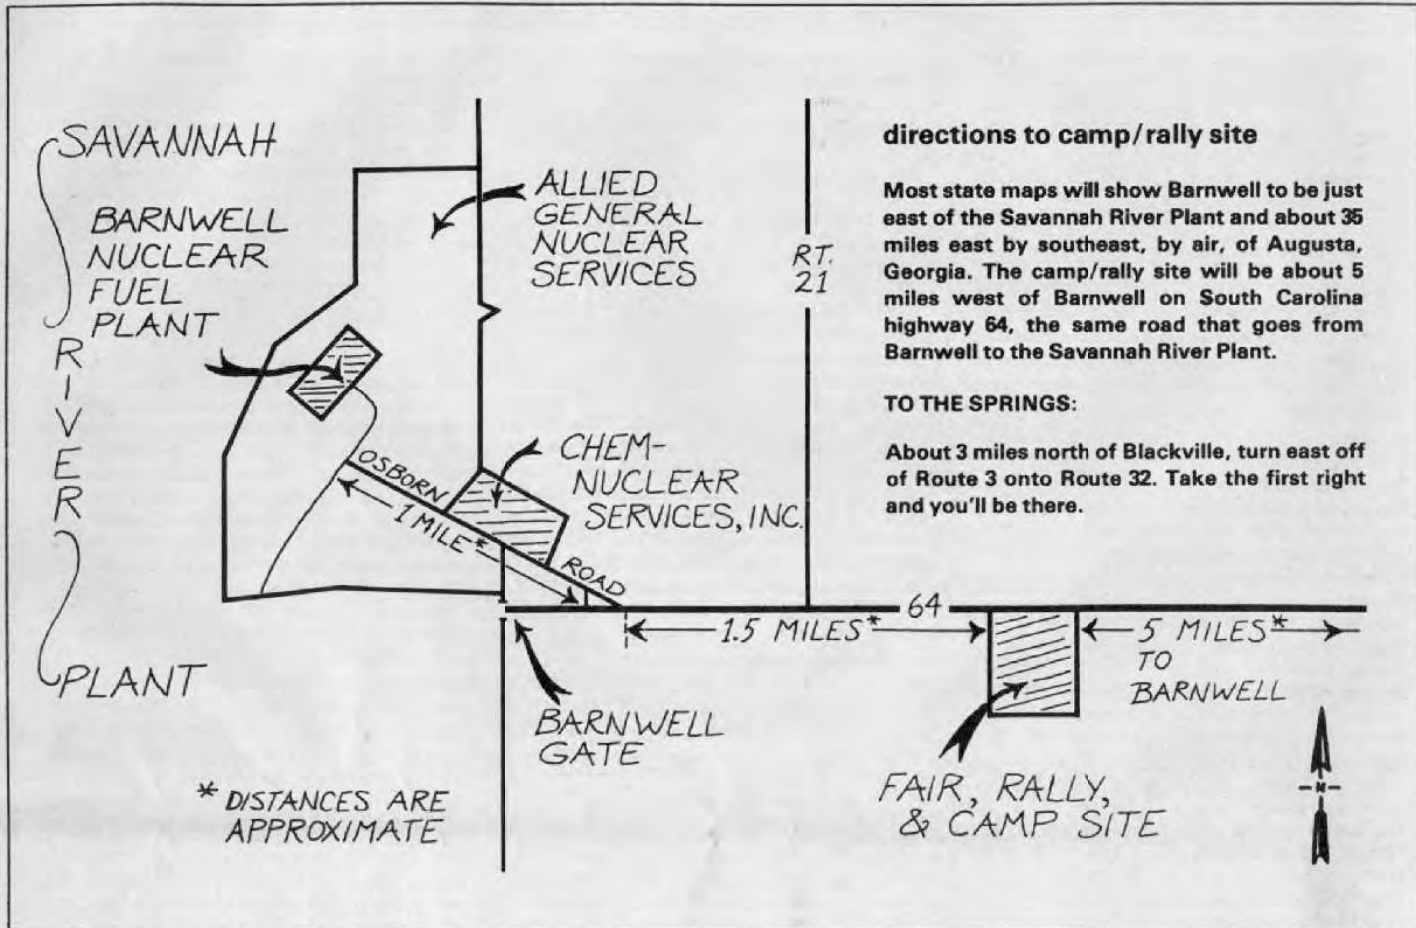 SAVANNAH
RIVER
PLANT
BARNWELL
NUCLEAR
FUEL
PLANT
ALLIED
GENERAL
NUCLEAR
SERVICES
RT.
21
OSBORN
ROAD
1 MILE*
CHEM-
NUCLEAR
SERVICES, INC.
64
1.5 MILES*
5 MILES*
TO
BARNWELL
BARNWELL
GATE
FAIR, RALLY,
& CAMP SITE
* DISTANCES ARE
APPROXIMATE
N
directions to camp/rally site
Most state maps will show Barnwell to be just
east of the Savannah River Plant and about 35
miles east by southeast, by air, of Augusta,
Georgia. The camp/rally site will be about 5
miles west of Barnwell on South Carolina
highway 64, the same road that goes from
Barnwell to the Savannah River Plant.
TO THE SPRINGS:
About 3 miles north of Blackville, turn east off
of Route 3 onto Route 32. Take the first right
and you'll be there.